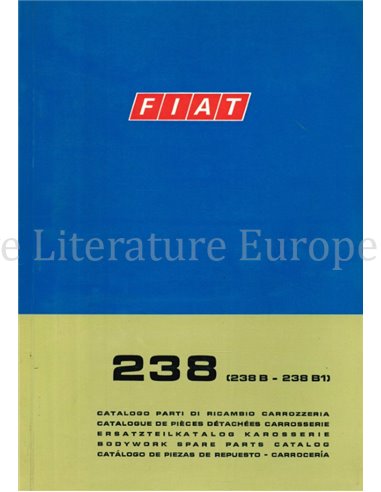 FIAT
e Literature Europe
238 (238 B - 238 B1)
CATALOGO PARTI DI RICAMBIO CARROZZERIA
CATALOGUE DE PIÈCES DÉTACHÉES CARROSSERIE
ERSATZTEILKATALOG KAROSSERIE
BODYWORK SPARE PARTS CATALOG
CATÁLOGO DE PIEZAS DE REPUESTO - CARROCERÍA